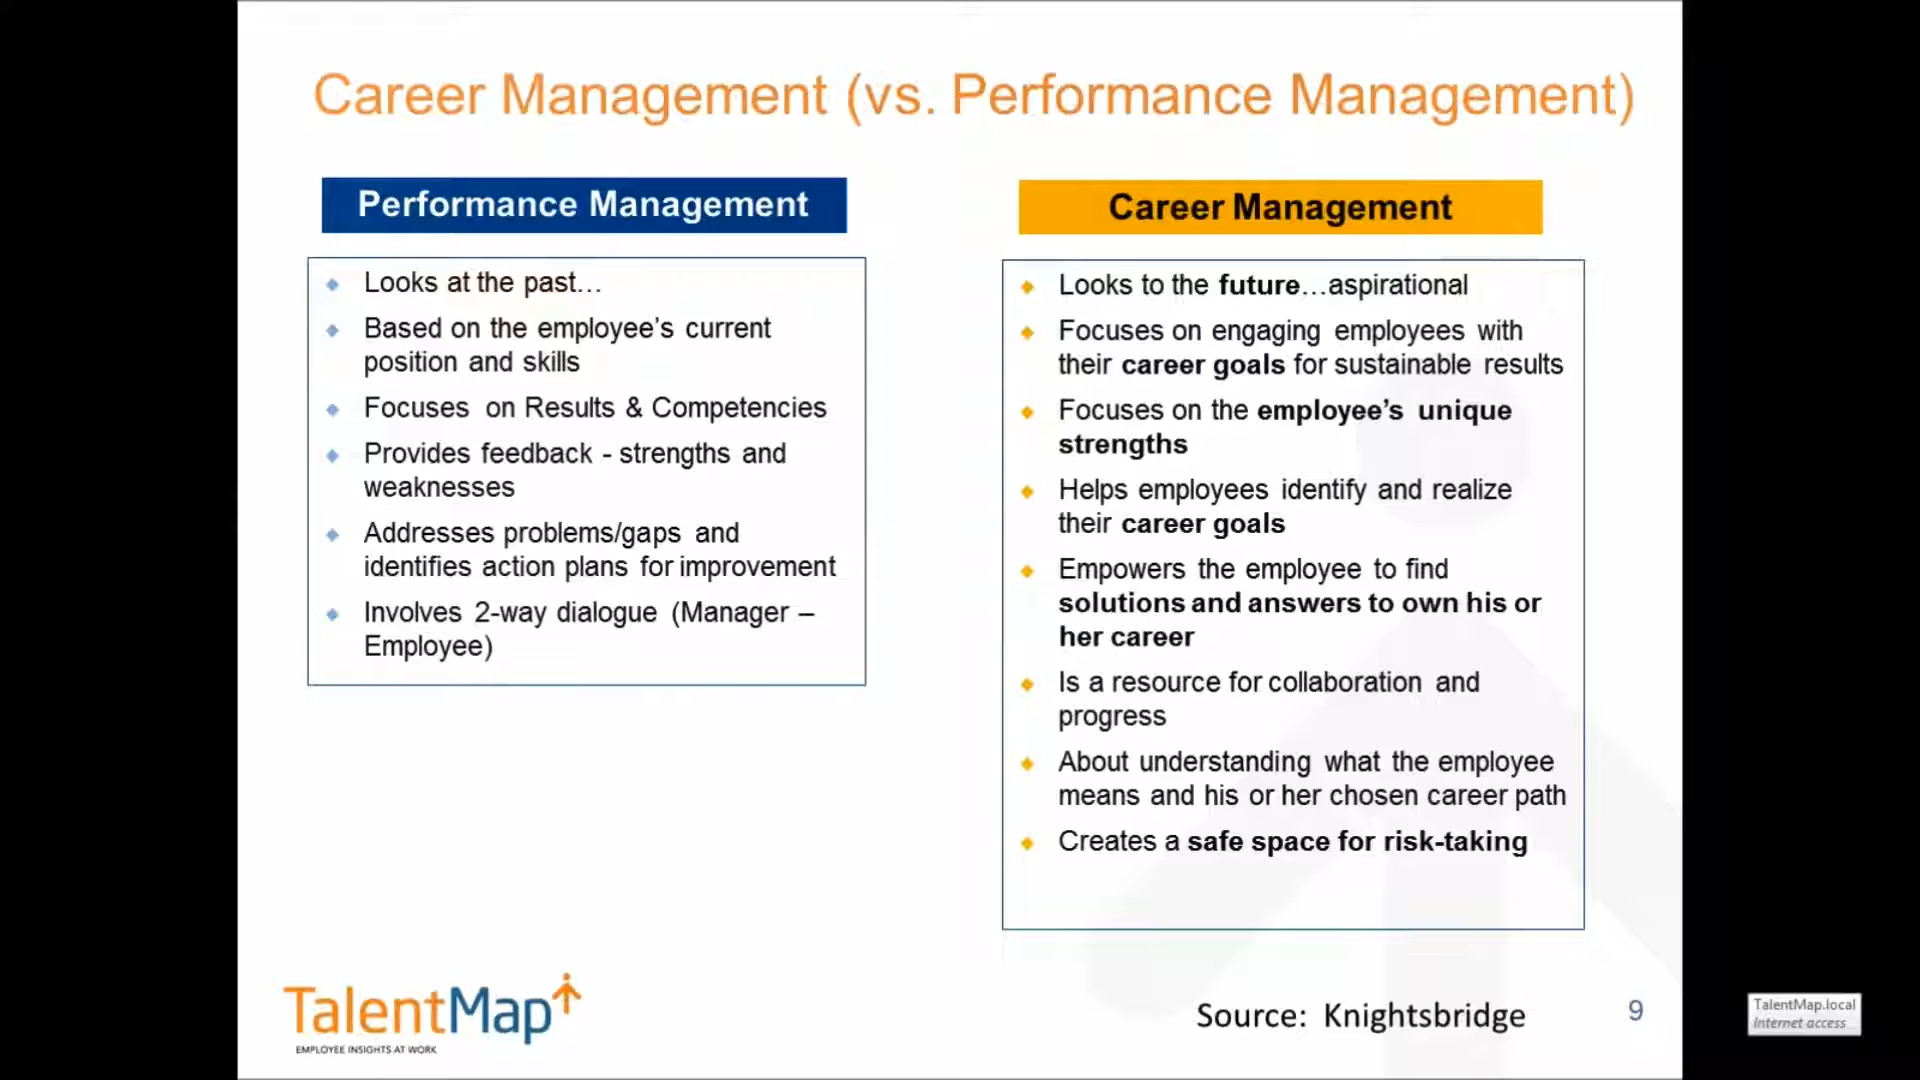 Career Management (vs. Performance Management)
Performance Management
Looks at the past…
Based on the employee’s current
position and skills
Focuses on Results & Competencies
Provides feedback - strengths and
weaknesses
Addresses problems/gaps and
identifies action plans for improvement
Involves 2-way dialogue (Manager –
Employee)
Career Management
Looks to the future…aspirational
Focuses on engaging employees with
their career goals for sustainable results
Focuses on the employee’s unique
strengths
Helps employees identify and realize
their career goals
Empowers the employee to find
solutions and answers to own his or
her career
Is a resource for collaboration and
progress
About understanding what the employee
means and his or her chosen career path
Creates a safe space for risk-taking
TalentMap
EMPLOYEE INSIGHTS AT WORK
Source: Knightsbridge
9
TalentMap.local
Internet access